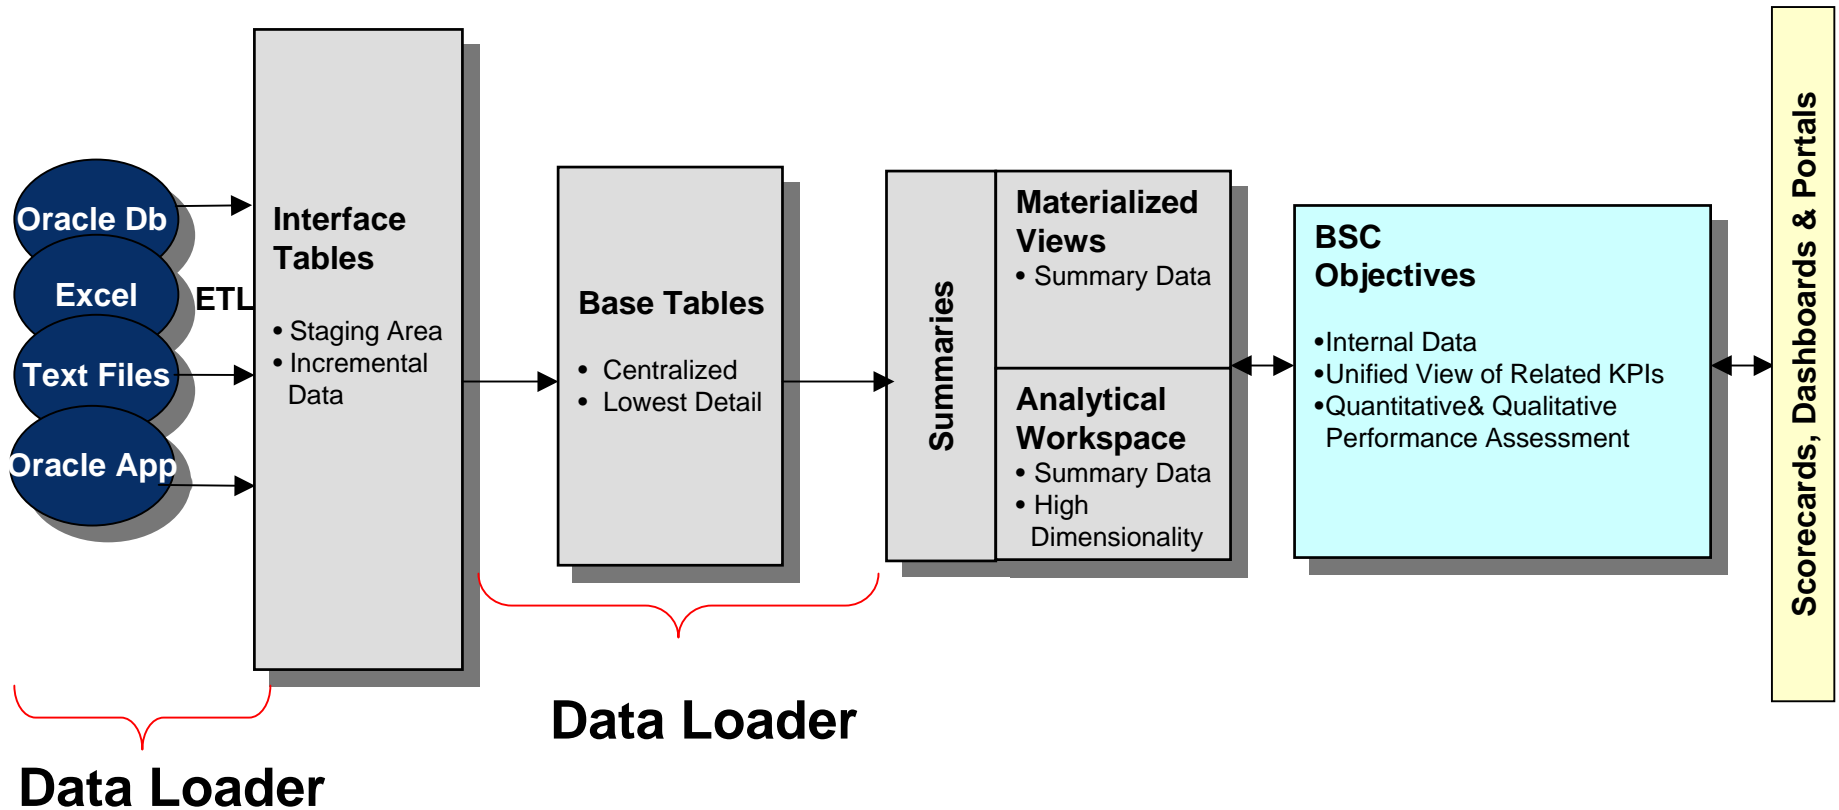 Oracle Db
Excel
Text Files
Oracle App
ETL
Interface
Tables
• Staging Area
• Incremental
Data
Base Tables
• Centralized
• Lowest Detail
Summaries
Materialized
Views
• Summary Data
Analytical
Workspace
• Summary Data
• High
Dimensionality
BSC
Objectives
•Internal Data
•Unified View of Related KPIs
•Quantitative& Qualitative
Performance Assessment
Scorecards, Dashboards & Portals
Data Loader
Data Loader